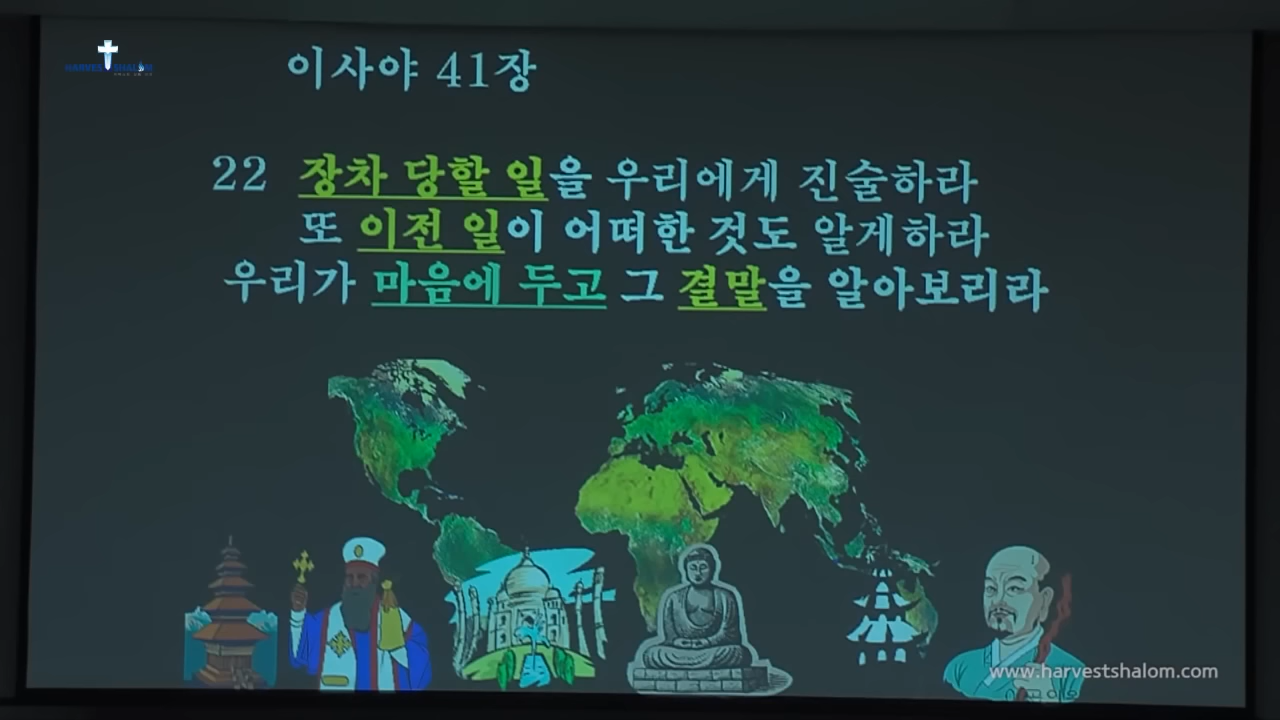 HARVEST SHALOM
이사야 41장
22 장차 당할 일을 우리에게 진술하라
또 이전 일이 어떠한 것도 알게하라
우리가 마음에 두고 그 결말을 알아보리라
www.harvestshalom.com